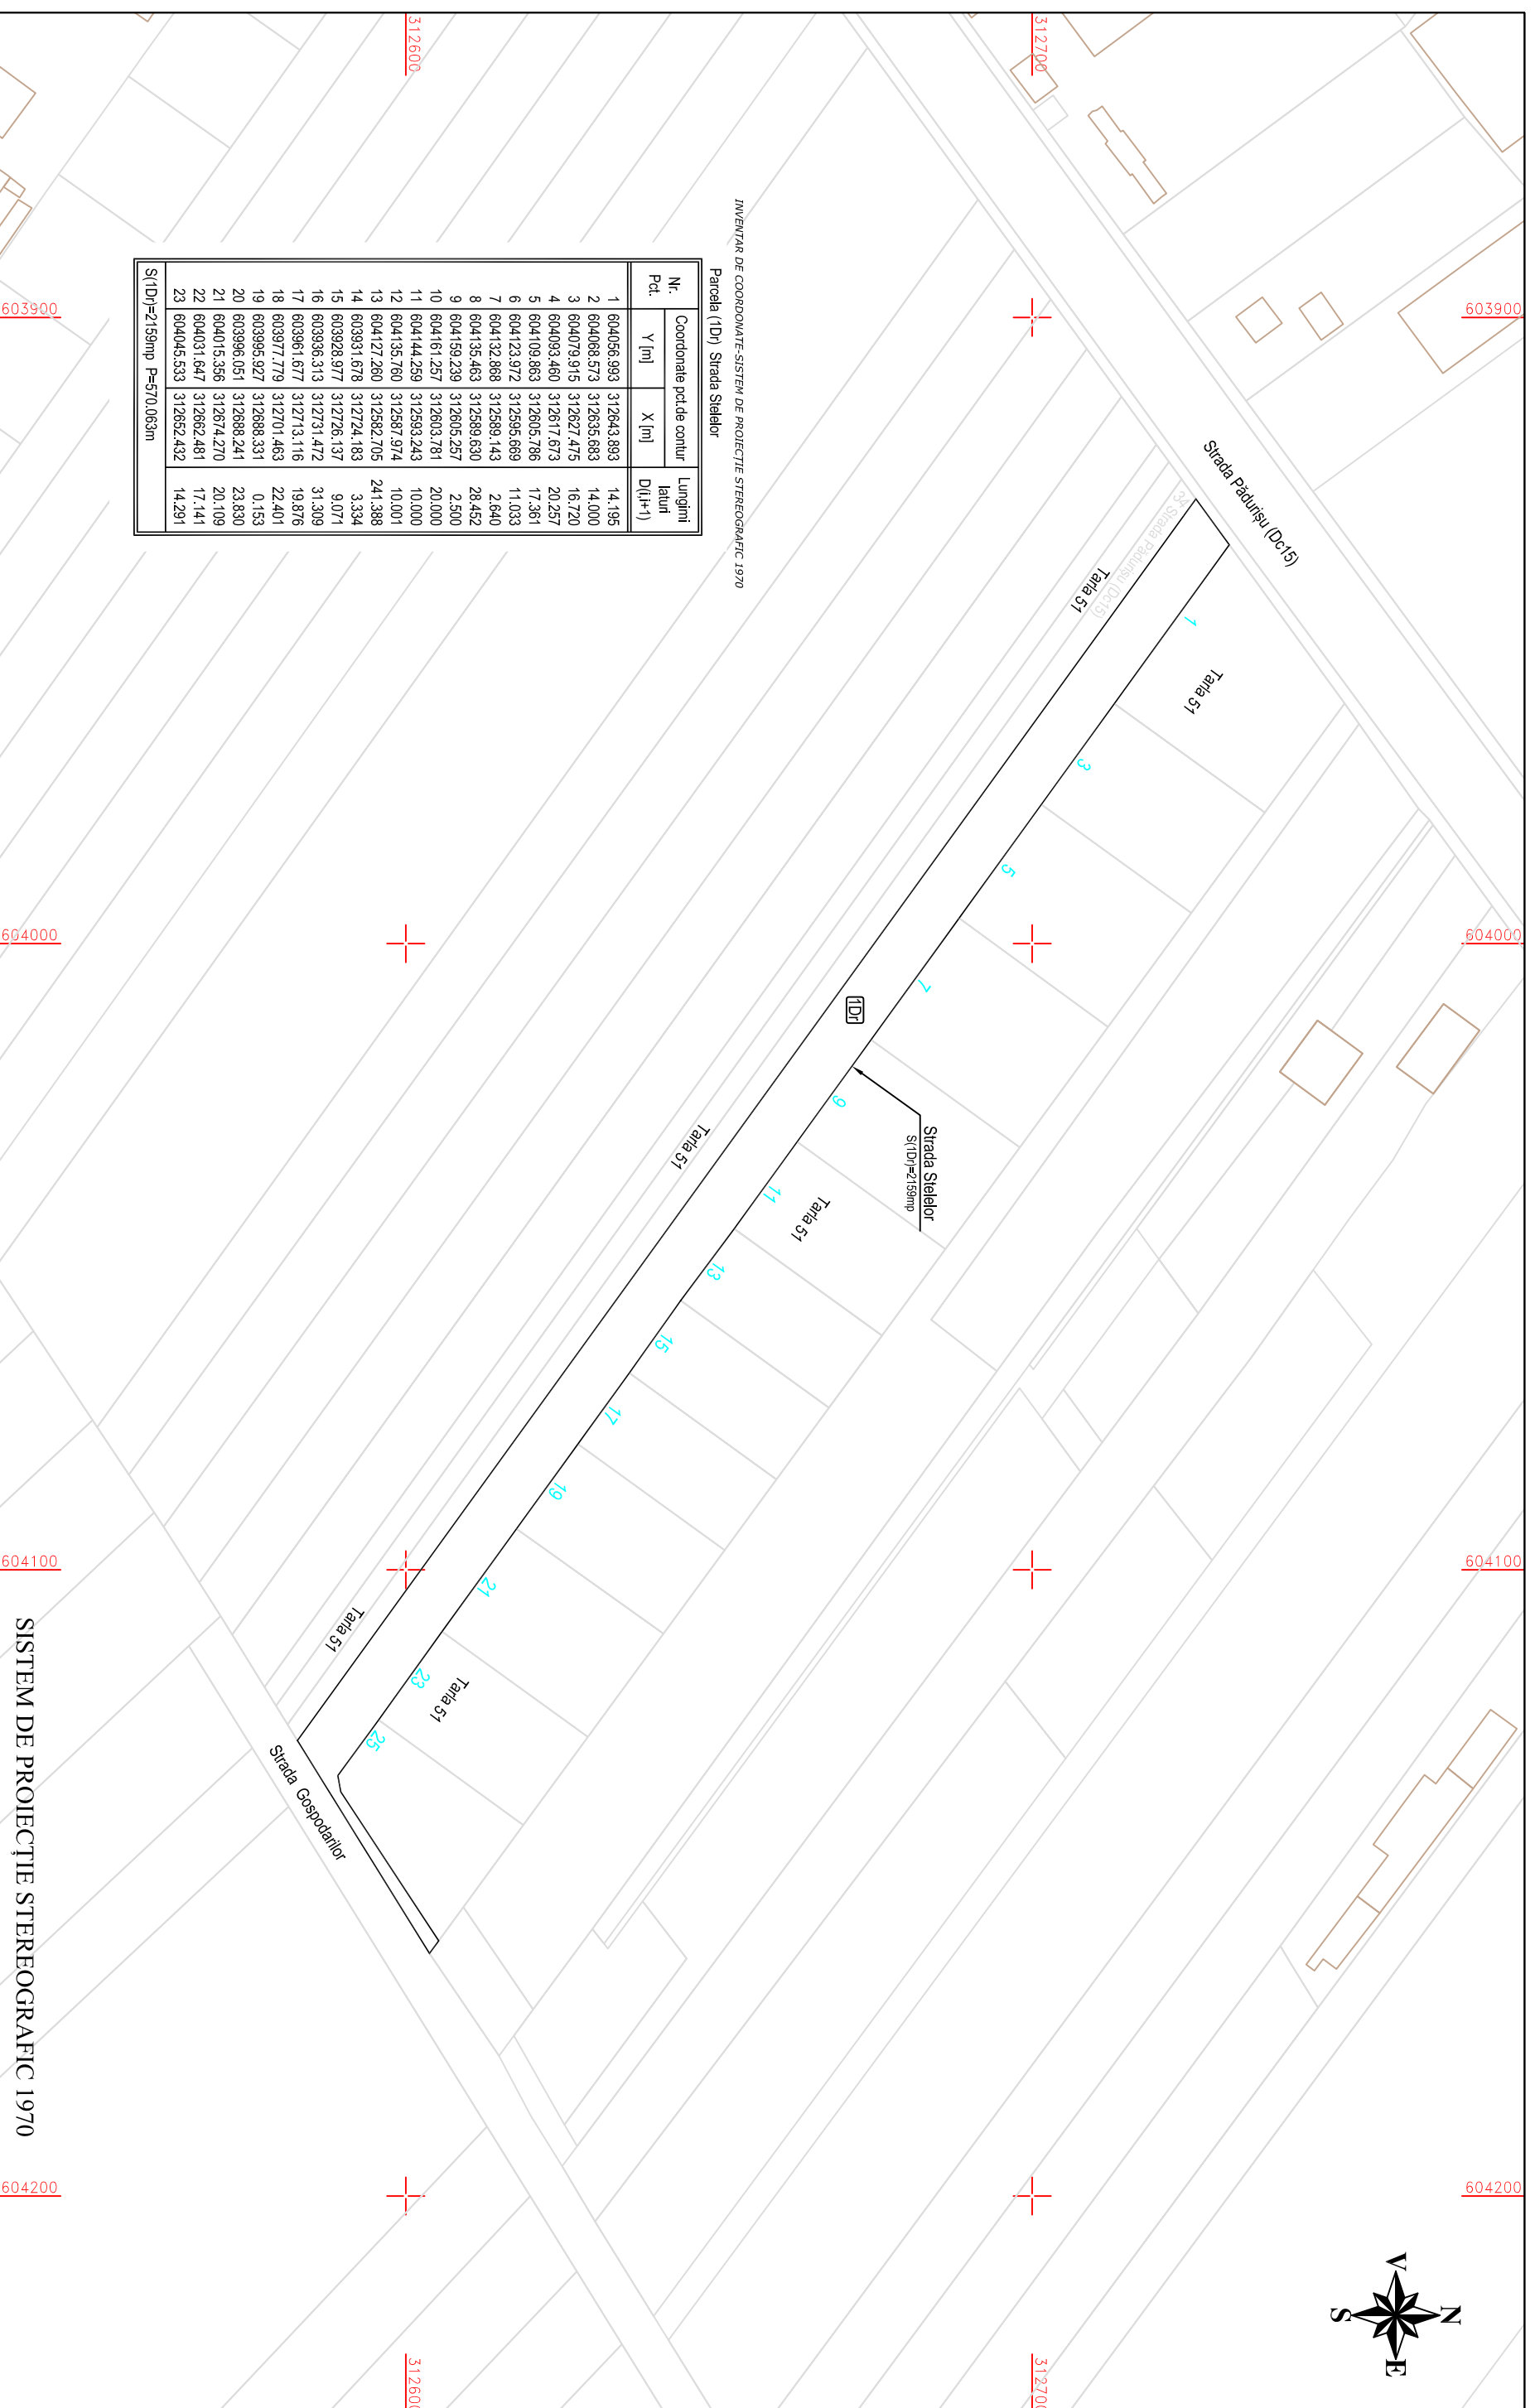 312600
312700
603900
603900
604000
604000
604100
604100
604200
604200
312600
312700
N
V
E
S
Strada Pădurișu (Dc15)
34 Strada Pădurișu (Dc15)
Tarla 51
Tarla 51
1
3
5
7
9
11
13
15
17
19
21
23
25
1Dr
Strada Stelelor
S(1Dr)=2159mp
Tarla 51
Tarla 51
Tarla 51
Tarla 51
Strada Gospodarilor
INVENTAR DE COORDONATE-SISTEM DE PROIECȚIE STEREOGRAFIC 1970
Parcela (1Dr) Strada Stelelor
Nr. Pct. Coordonate pct.de contur Lungimi laturi D(i,i+1)
Y [m] X [m]
1 604056.993 312643.893 14.195
2 604068.573 312635.683 14.000
3 604079.915 312627.475 16.720
4 604093.460 312617.673 20.257
5 604109.863 312605.786 17.361
6 604123.972 312595.669 11.033
7 604132.868 312589.143 2.640
8 604135.463 312589.630 28.452
9 604159.239 312605.257 2.500
10 604161.257 312603.781 20.000
11 604144.259 312593.243 10.000
12 604135.760 312587.974 10.001
13 604127.260 312582.705 241.388
14 603931.678 312724.183 3.334
15 603928.977 312726.137 9.071
16 603936.313 312731.472 31.309
17 603961.677 312713.116 19.876
18 603977.779 312701.463 22.401
19 603995.927 312688.331 0.153
20 603996.051 312688.241 23.830
21 604015.356 312674.270 20.109
22 604031.647 312662.481 17.141
23 604045.533 312652.432 14.291
S(1Dr)=2159mp P=570.063m
SISTEM DE PROIECȚIE STEREOGRAFIC 1970